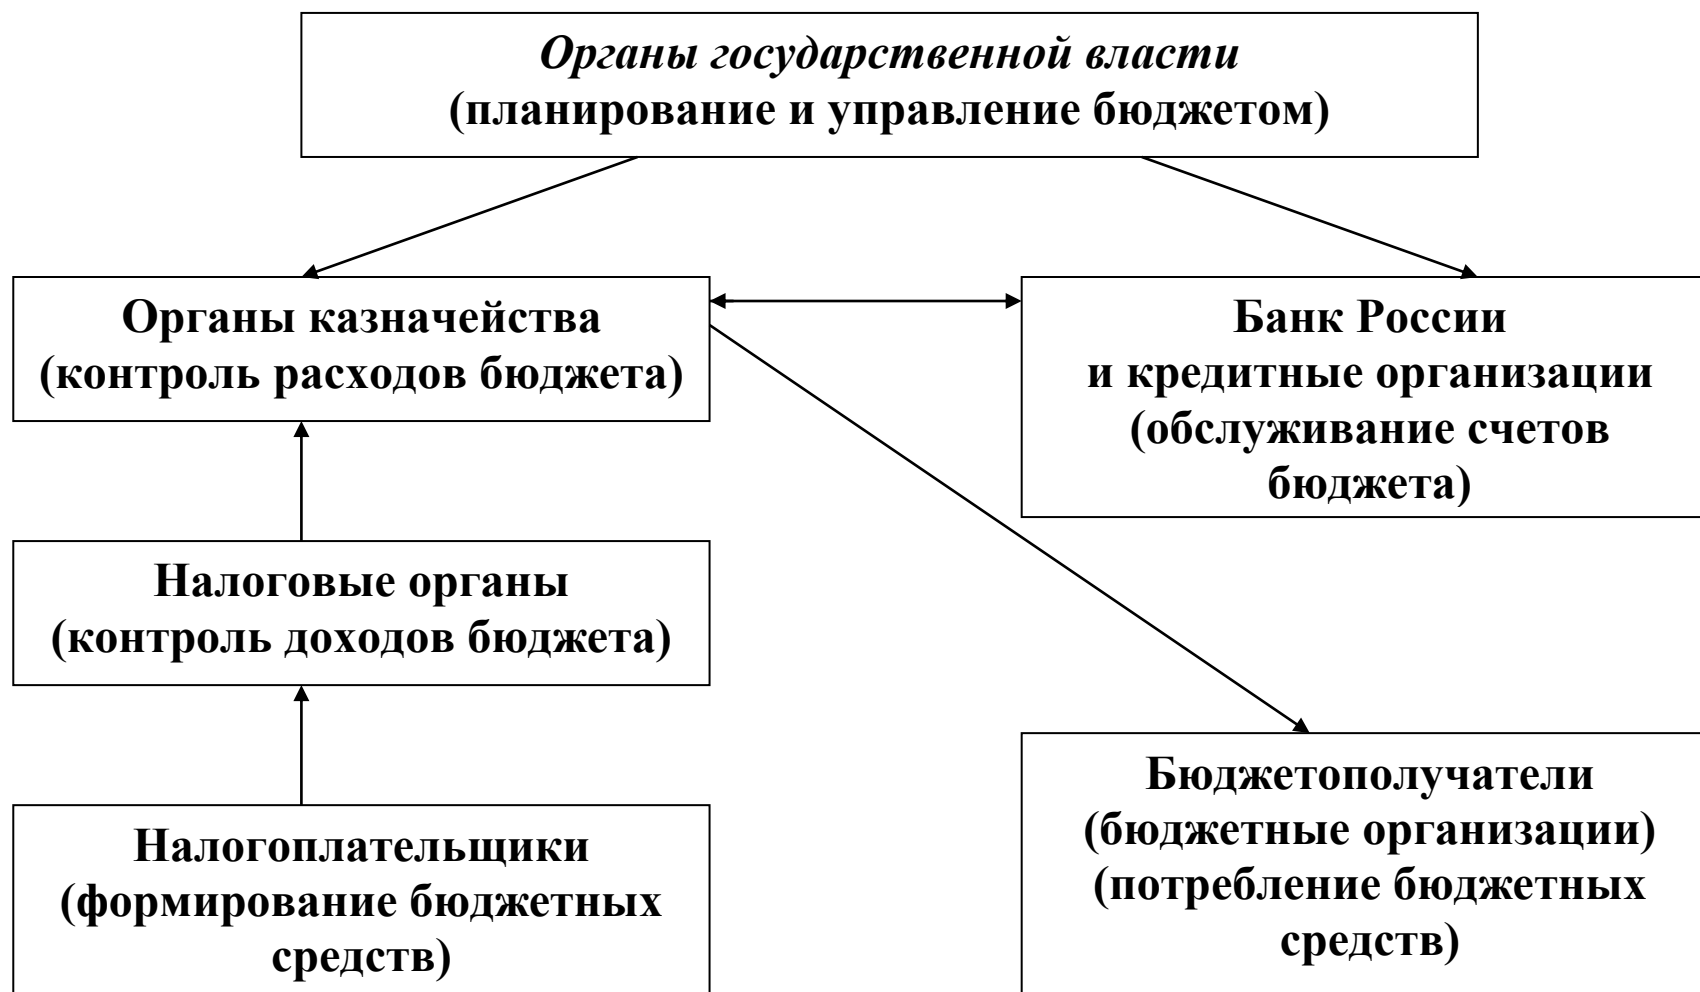 Органы государственной власти
(планирование и управление бюджетом)
Органы казначейства
(контроль расходов бюджета)
Банк России
и кредитные организации
(обслуживание счетов
бюджета)
Налоговые органы
(контроль доходов бюджета)
Налогоплательщики
(формирование бюджетных
средств)
Бюджетополучатели
(бюджетные организации)
(потребление бюджетных
средств)